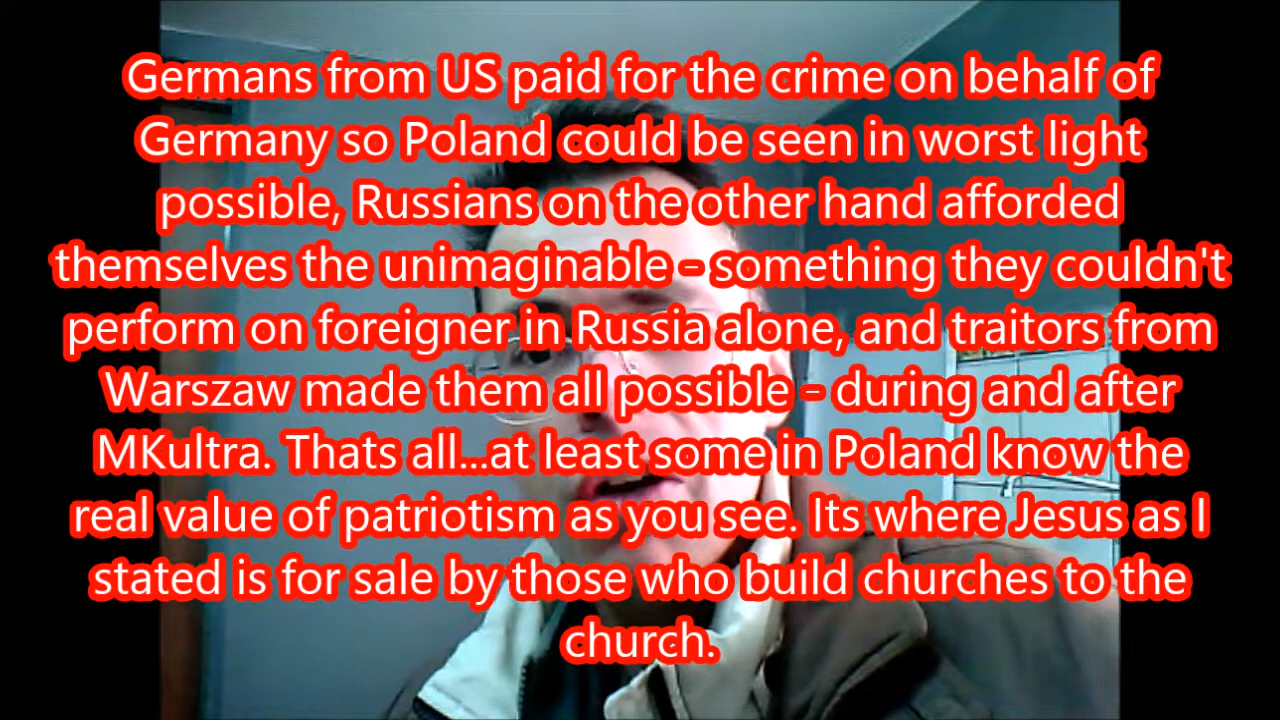 Germans from US paid for the crime on behalf of
Germany so Poland could be seen in worst light
possible, Russians on the other hand afforded
themselves the unimaginable - something they couldn't
perform on foreigner in Russia alone, and traitors from
Warszaw made them all possible - during and after
MKultra. Thats all...at least some in Poland know the
real value of patriotism as you see. Its where Jesus as I
stated is for sale by those who build churches to the
church.